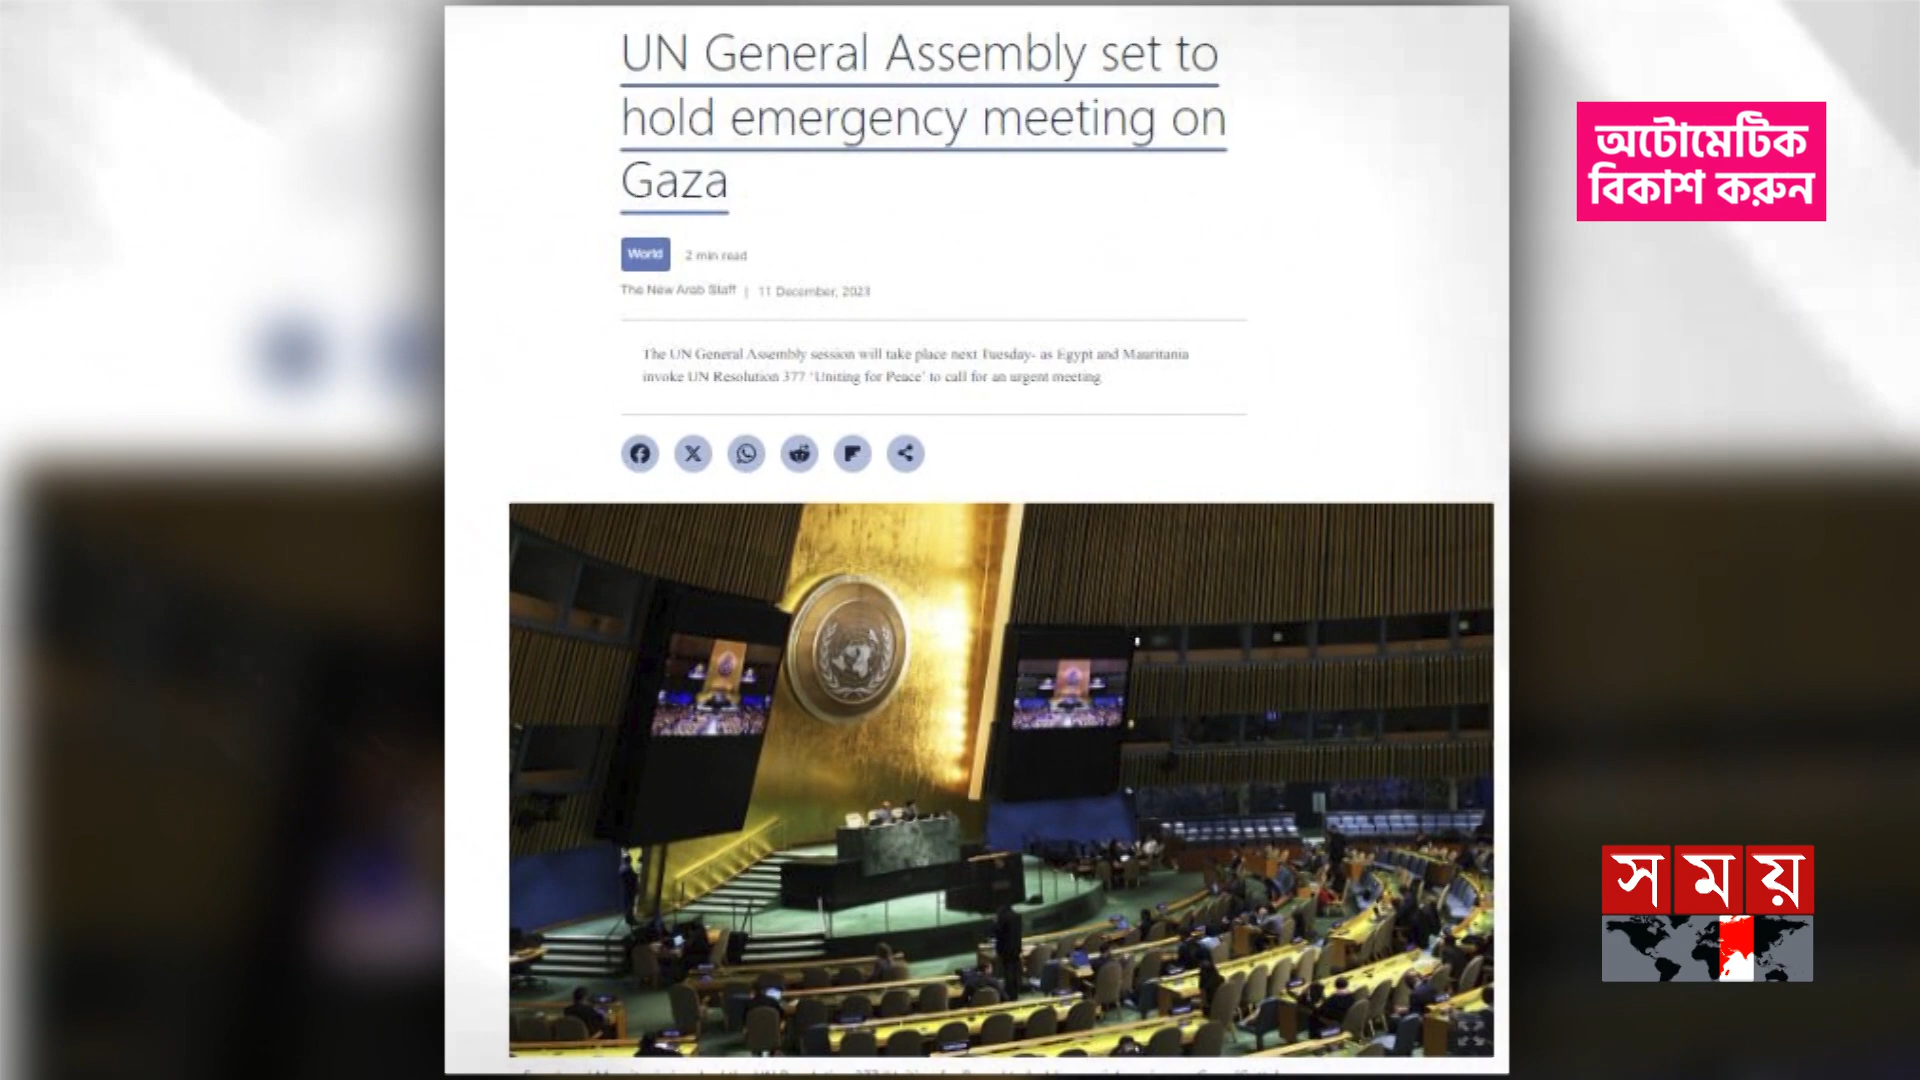 UN General Assembly set to
hold emergency meeting on
Gaza
World
2 min read
The New Arab Staff | 11 December, 2023
The UN General Assembly session will take place next Tuesday- as Egypt and Mauritania
invoke UN Resolution 377 'Uniting for Peace' to call for an urgent meeting
অটোমেটিক
বিকাশ করুন
সময়